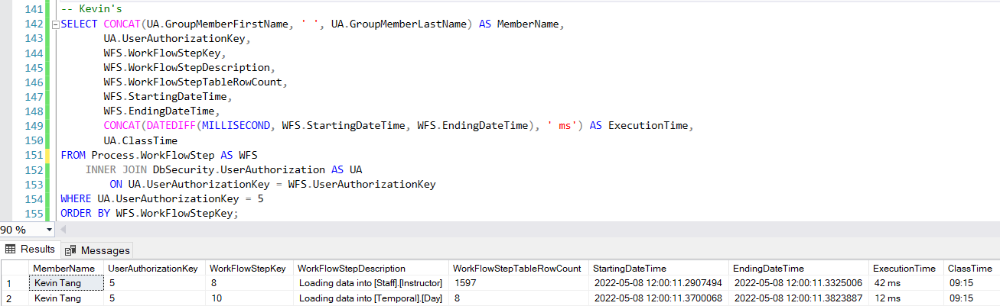 141 -- Kevin's
142 SELECT CONCAT(UA.GroupMemberFirstName, ' ', UA.GroupMemberLastName) AS MemberName,
143 UA.UserAuthorizationKey,
144 WFS.WorkFlowStepKey,
145 WFS.WorkFlowStepDescription,
146 WFS.WorkFlowStepTableRowCount,
147 WFS.StartingDateTime,
148 WFS.EndingDateTime,
149 CONCAT(DATEDIFF(MILLISECOND, WFS.StartingDateTime, WFS.EndingDateTime), ' ms') AS ExecutionTime,
150 UA.ClassTime
151 FROM Process.WorkFlowStep AS WFS
152 INNER JOIN DbSecurity.UserAuthorization AS UA
153 ON UA.UserAuthorizationKey = WFS.UserAuthorizationKey
154 WHERE UA.UserAuthorizationKey = 5
155 ORDER BY WFS.WorkFlowStepKey;
90 %
Results Messages
MemberName UserAuthorizationKey WorkFlowStepKey WorkFlowStepDescription WorkFlowStepTableRowCount StartingDateTime EndingDateTime ExecutionTime ClassTime
1 Kevin Tang 5 8 Loading data into [Staff].[Instructor] 1597 2022-05-08 12:00:11.2907494 2022-05-08 12:00:11.3325006 42 ms 09:15
2 Kevin Tang 5 10 Loading data into [Temporal].[Day] 8 2022-05-08 12:00:11.3700068 2022-05-08 12:00:11.3823887 12 ms 09:15